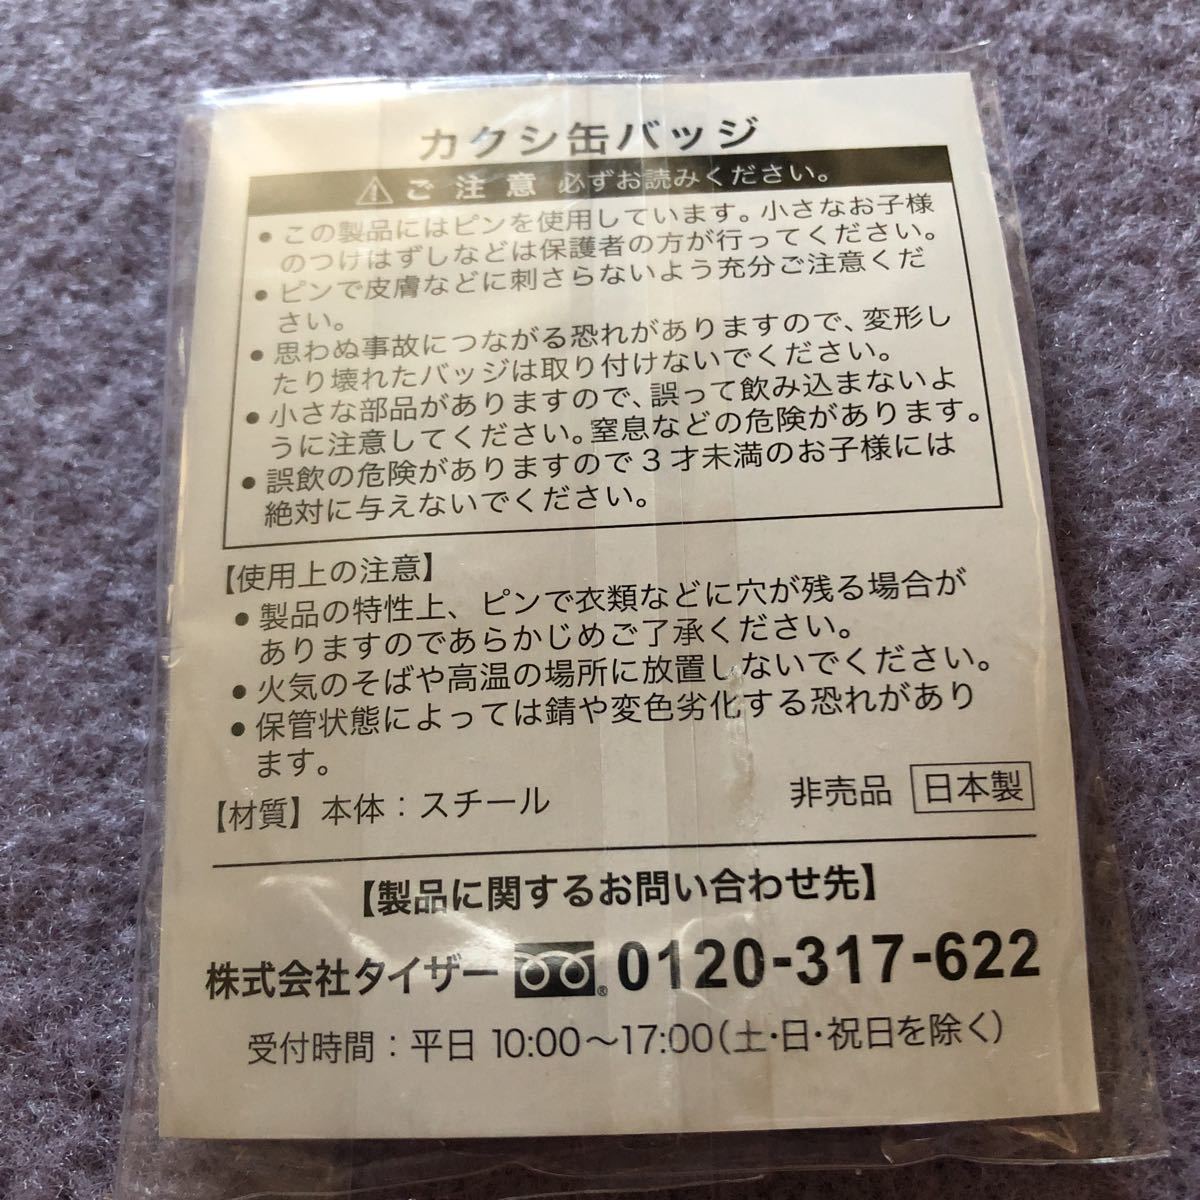 カクシ缶バッジ
ご注意 必ずお読みください。
● この製品にはピンを使用しています。小さなお子様
のつけはずしなどは保護者の方が行ってください。
● ピンで皮膚などに刺さらないよう充分ご注意くだ
さい。
● 思わぬ事故につながる恐れがありますので、変形し
たり壊れたバッジは取り付けないでください。
● 小さな部品がありますので、誤って飲み込まないよ
うに注意してください。窒息などの危険があります。
● 誤飲の危険がありますので3才未満のお子様には
絶対に与えないでください。
【使用上の注意】
● 製品の特性上、ピンで衣類などに穴が残る場合が
ありますのであらかじめご了承ください。
● 火気のそばや高温の場所に放置しないでください。
● 保管状態によっては錆や変色劣化する恐れがあり
ます。
【材質】本体：スチール 非売品 日本製
【製品に関するお問い合わせ先】
株式会社タイザー ® 0120-317-622
受付時間：平日 10:00〜17:00(土・日・祝日を除く)